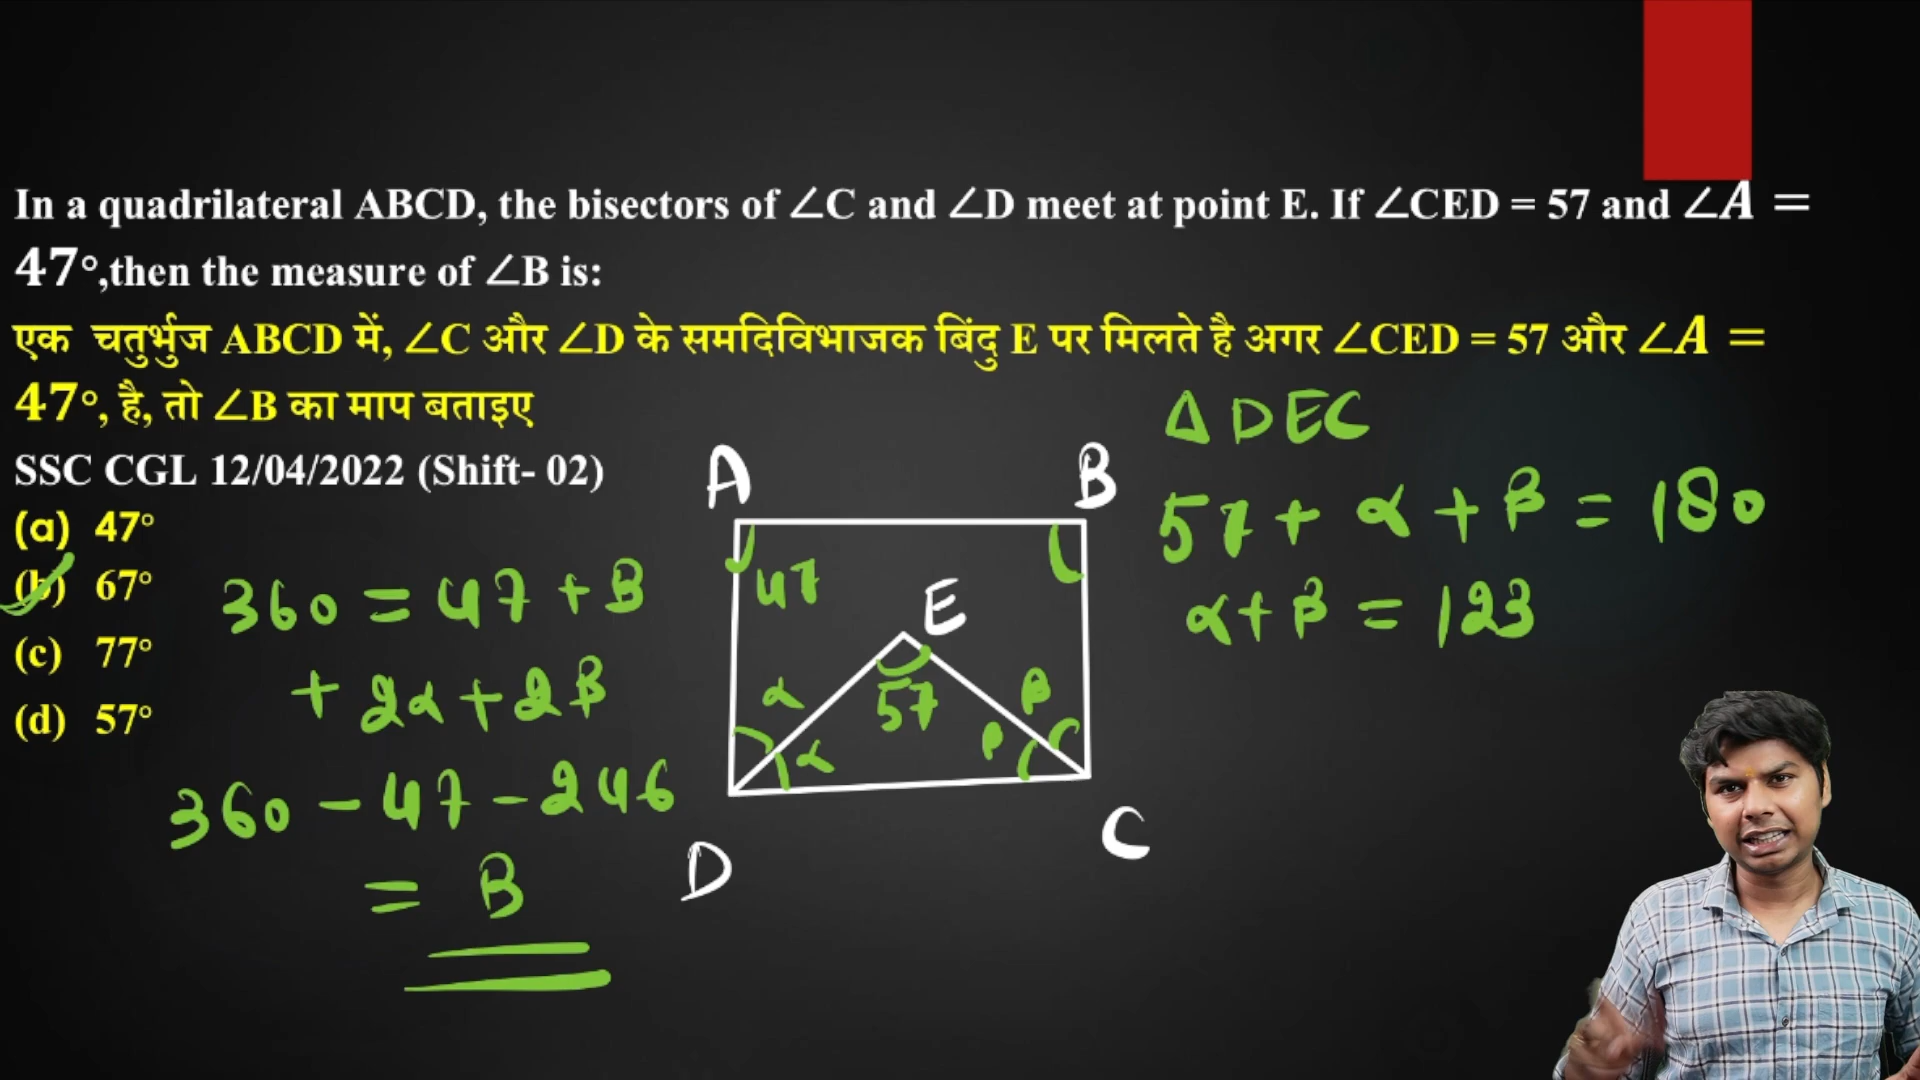 In a quadrilateral ABCD, the bisectors of ∠C and ∠D meet at point E. If ∠CED = 57 and ∠A =
47°,then the measure of ∠B is:
एक चतुर्भुज ABCD में, ∠C और ∠D के समदिविभाजक बिंदु E पर मिलते है अगर ∠CED = 57 और ∠A =
47°, है, तो ∠B का माप बताइए
SSC CGL 12/04/2022 (Shift- 02)
(a) 47°
(b) 67°
(c) 77°
(d) 57°
360 = 47 + B
+ 2α + 2β
360 - 47 - 246
= B
A
B
47
E
α
57
β
α
β
D
C
Δ DEC
57 + α + β = 180
α + β = 123